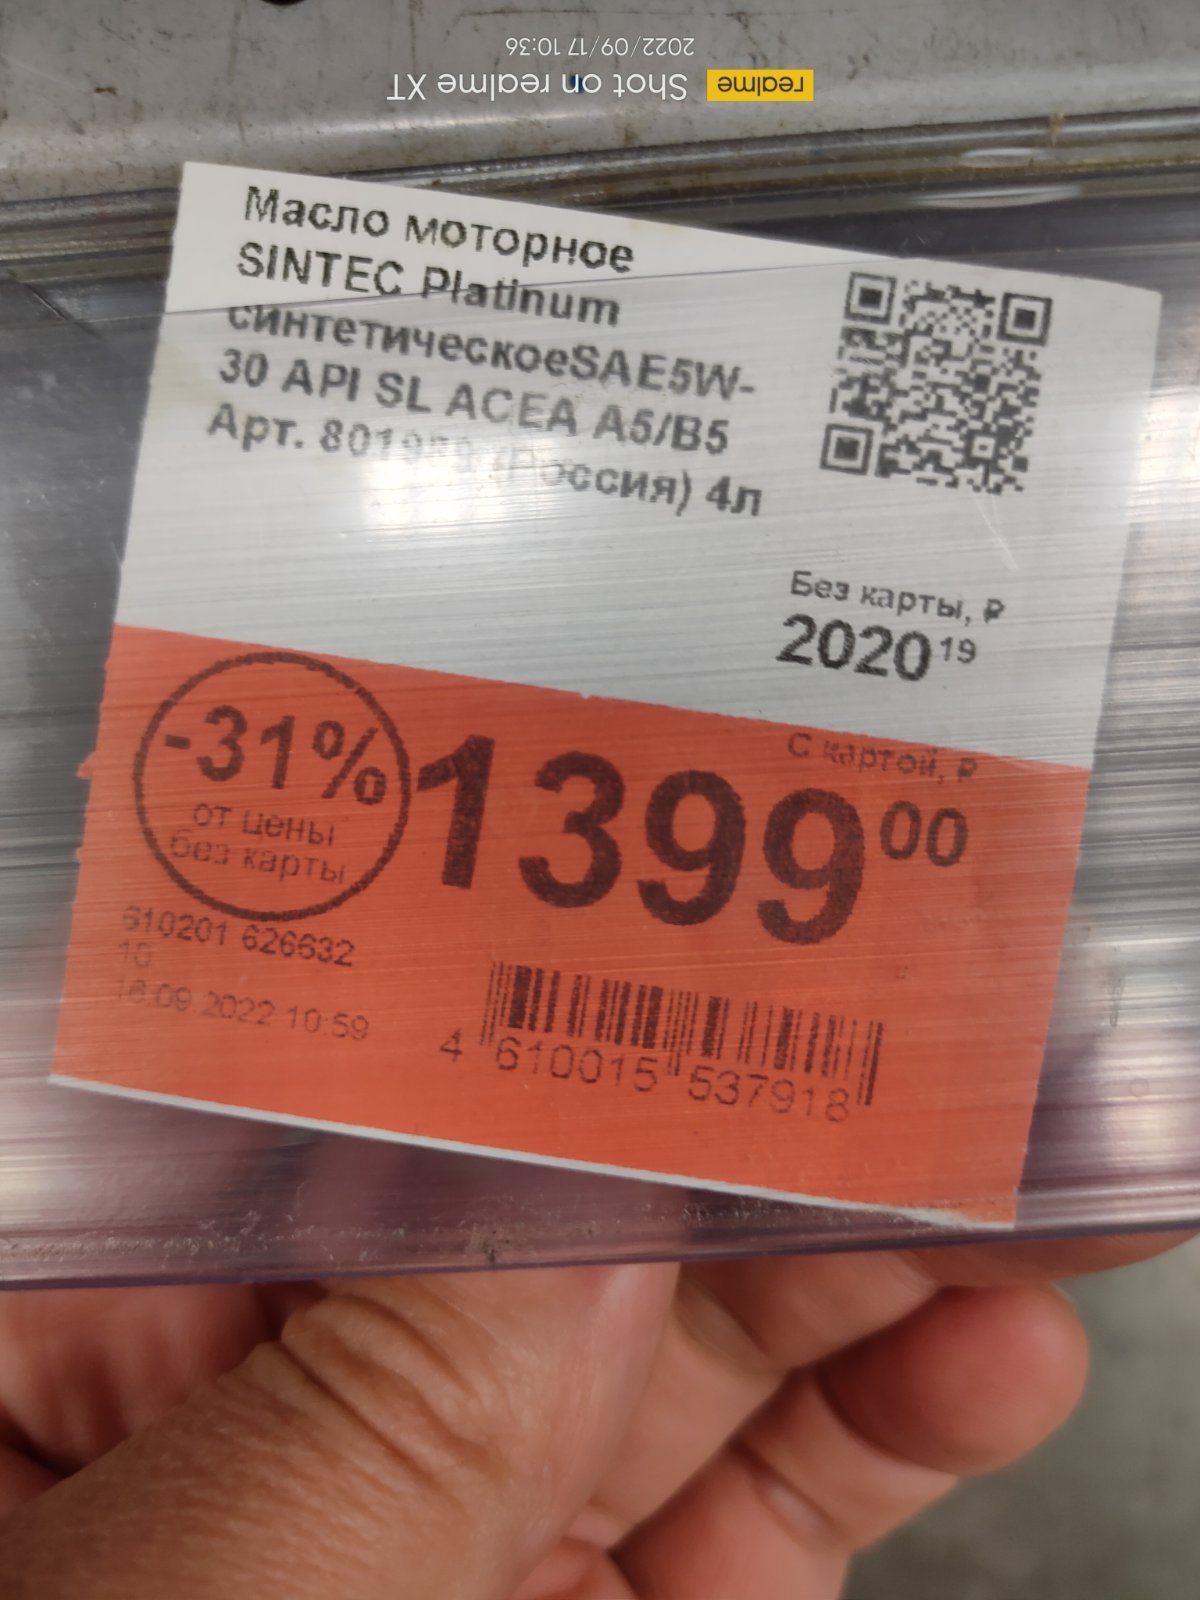 2022/09/17 10:36
realme Shot on realme XT
Масло моторное
SINTEC Platinum
синтетическоеSAE5W-
30 API SL ACEA A5/B5
Арт. (Россия) 4л
Без карты, ₽
2020 19
С картой, ₽
-31%
1399 00
от цены
без карты
610201 626632
16.09.2022 10:59
4 610015 537918